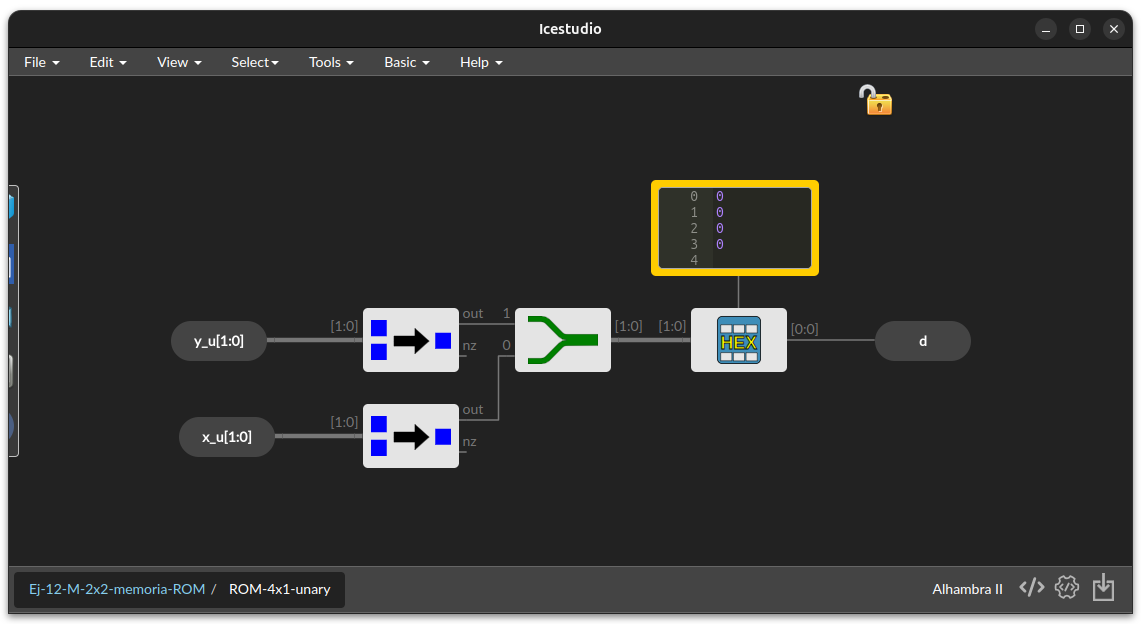 Icestudio
File Edit View Select Tools Basic Help
0 0
1 0
2 0
3 0
4
y_u[1:0] [1:0] out 1 [1:0] [1:0] HEX [0:0] d
nz 0
x_u[1:0] [1:0] out
nz
Ej-12-M-2x2-memoria-ROM / ROM-4x1-unary Alhambra II </>